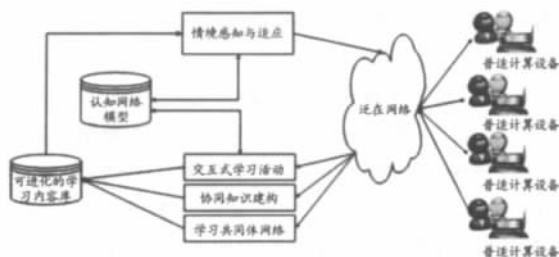 情境感知与适应
认知网络
模型
泛在网络
普适计算设备
普适计算设备
普适计算设备
普适计算设备
可进化的学
习内容库
交互式学习活动
协同知识建构
学习共同体网络